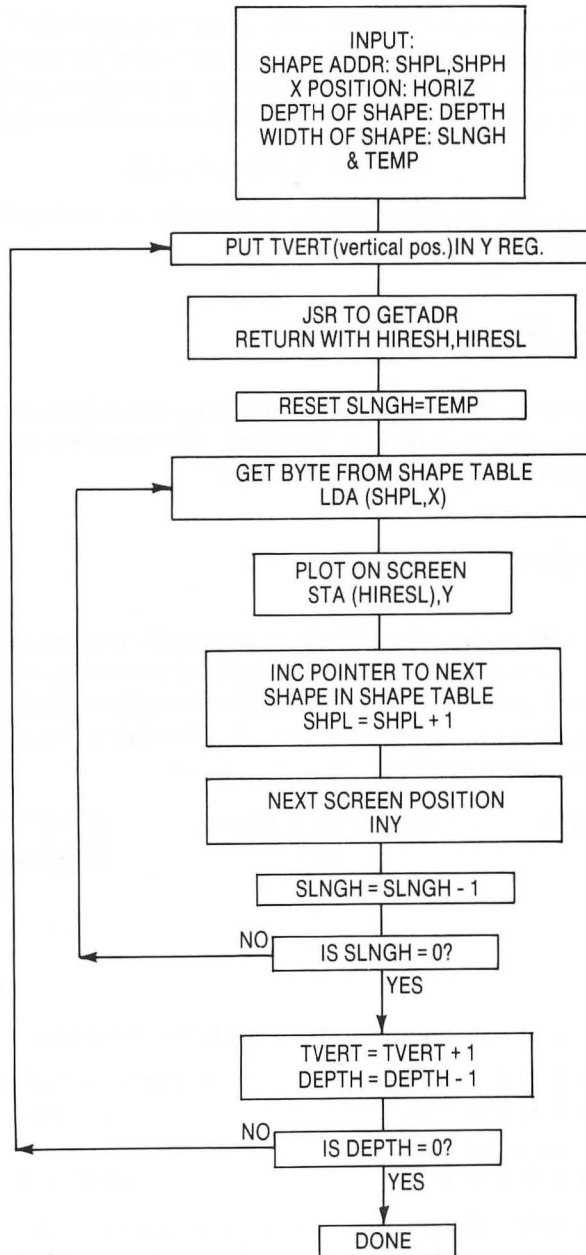 INPUT:
SHAPE ADDR: SHPL,SHPH
X POSITION: HORIZ
DEPTH OF SHAPE: DEPTH
WIDTH OF SHAPE: SLNGH
& TEMP
PUT TVERT(vertical pos.)IN Y REG.
JSR TO GETADR
RETURN WITH HIRESH,HIRESL
RESET SLNGH=TEMP
GET BYTE FROM SHAPE TABLE
LDA (SHPL,X)
PLOT ON SCREEN
STA (HIRESL),Y
INC POINTER TO NEXT
SHAPE IN SHAPE TABLE
SHPL = SHPL + 1
NEXT SCREEN POSITION
INY
SLNGH = SLNGH - 1
NO
IS SLNGH = 0?
YES
TVERT = TVERT + 1
DEPTH = DEPTH - 1
NO
IS DEPTH = 0?
YES
DONE